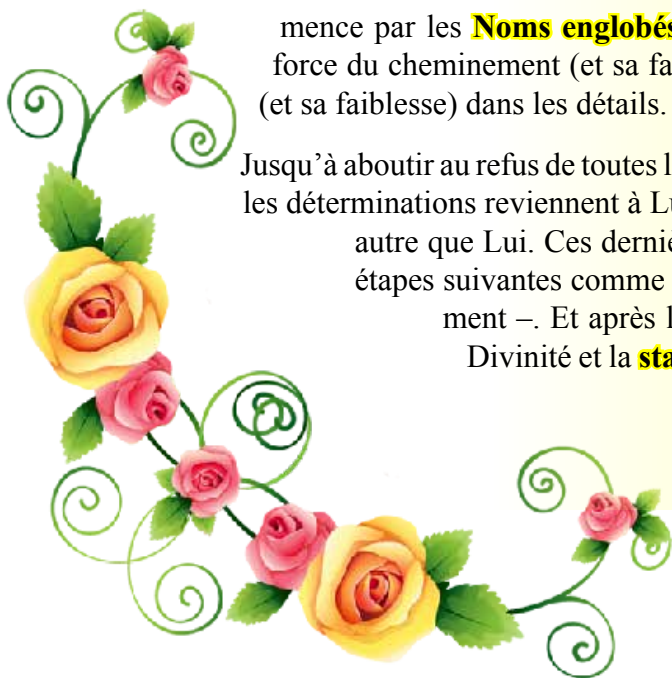 mence par les Noms englobés
force du cheminement (et sa fa
(et sa faiblesse) dans les détails.
Jusqu’à aboutir au refus de toutes l
les déterminations reviennent à Lu
autre que Lui. Ces derniè
étapes suivantes comme
ment –. Et après l
Divinité et la sta